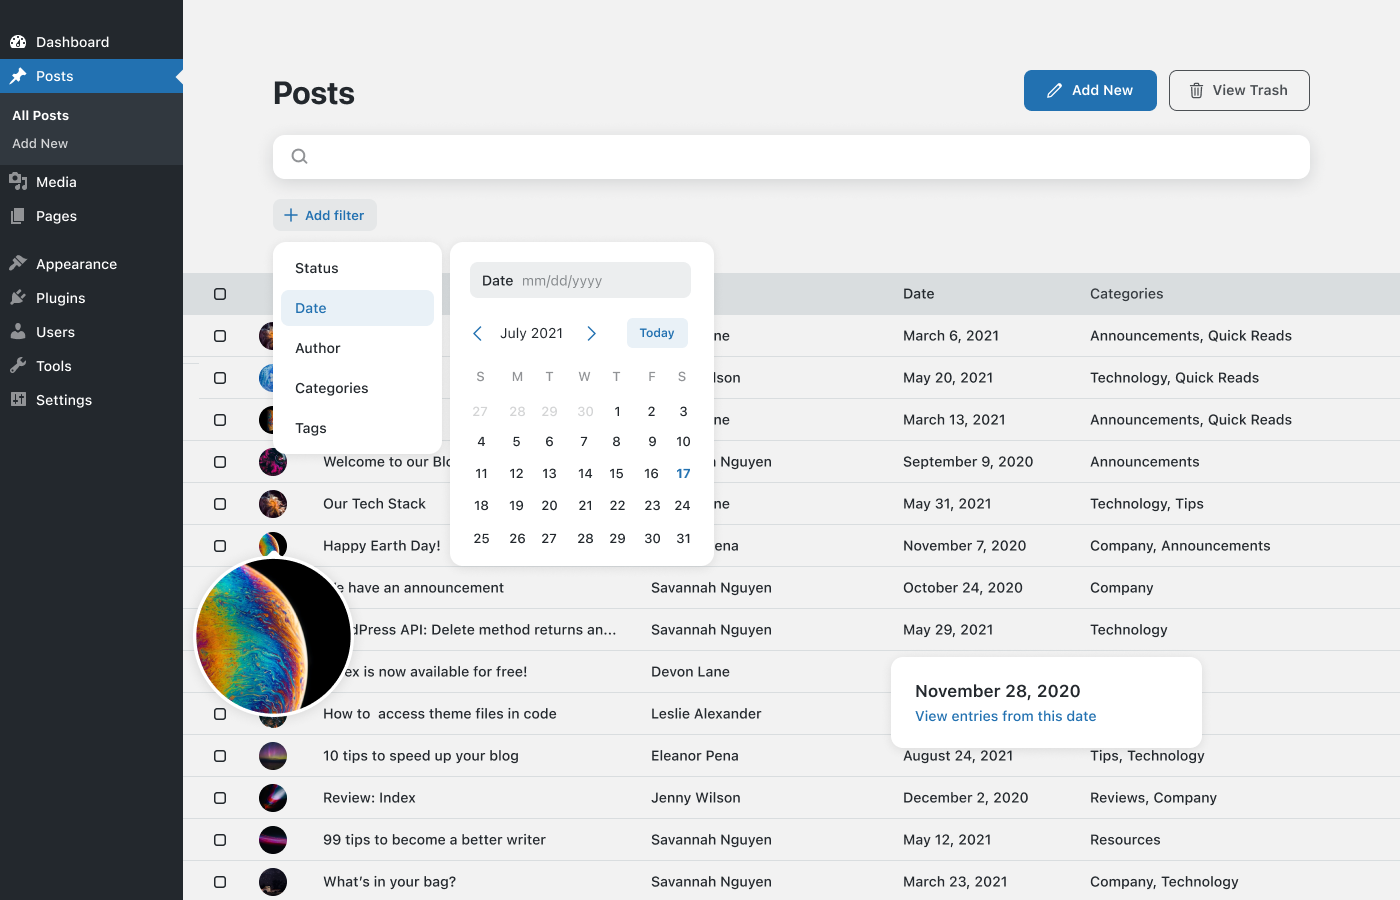 Dashboard
Posts
All Posts
Add New
Media
Pages
Appearance
Plugins
Users
Tools
Settings
Posts
Add New
View Trash
Add filter
Status
Date
Author
Categories
Tags
Date mm/dd/yyyy
July 2021
Today
S M T W T F S
27 28 29 30 1 2 3
4 5 6 7 8 9 10
11 12 13 14 15 16 17
18 19 20 21 22 23 24
25 26 27 28 29 30 31
Date Categories
ne March 6, 2021 Announcements, Quick Reads
lson May 20, 2021 Technology, Quick Reads
ne March 13, 2021 Announcements, Quick Reads
Welcome to our Blo Nguyen September 9, 2020 Announcements
Our Tech Stack ne May 31, 2021 Technology, Tips
Happy Earth Day! ena November 7, 2020 Company, Announcements
e have an announcement Savannah Nguyen October 24, 2020 Company
dPress API: Delete method returns an... Savannah Nguyen May 29, 2021 Technology
ex is now available for free! Devon Lane
November 28, 2020
View entries from this date
How to access theme files in code Leslie Alexander
10 tips to speed up your blog Eleanor Pena August 24, 2021 Tips, Technology
Review: Index Jenny Wilson December 2, 2020 Reviews, Company
99 tips to become a better writer Savannah Nguyen May 12, 2021 Resources
What's in your bag? Savannah Nguyen March 23, 2021 Company, Technology